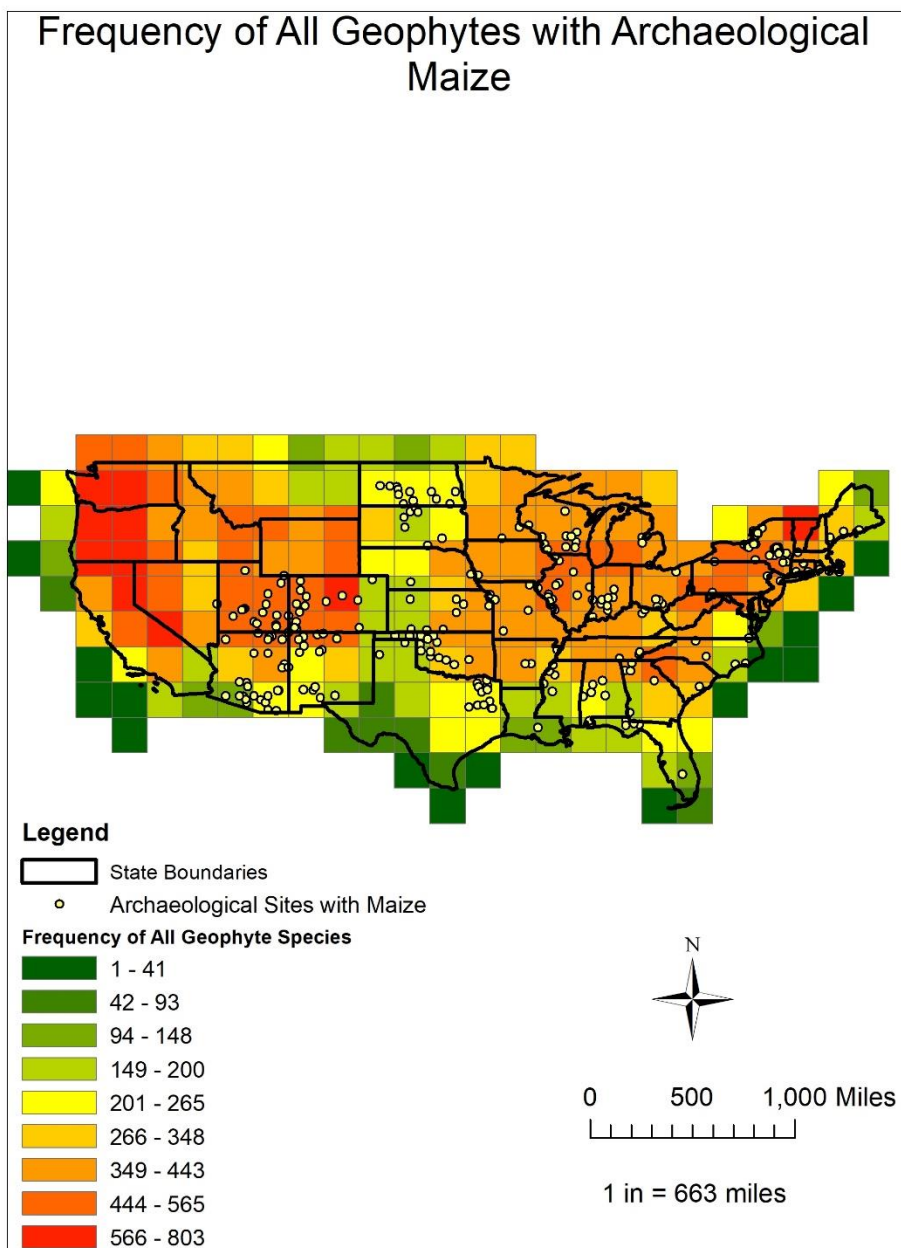 Frequency of All Geophytes with Archaeological
Maize
Legend
State Boundaries
Archaeological Sites with Maize
Frequency of All Geophyte Species
1 - 41
42 - 93
94 - 148
149 - 200
201 - 265
266 - 348
349 - 443
444 - 565
566 - 803
N
0 500 1,000 Miles
1 in = 663 miles